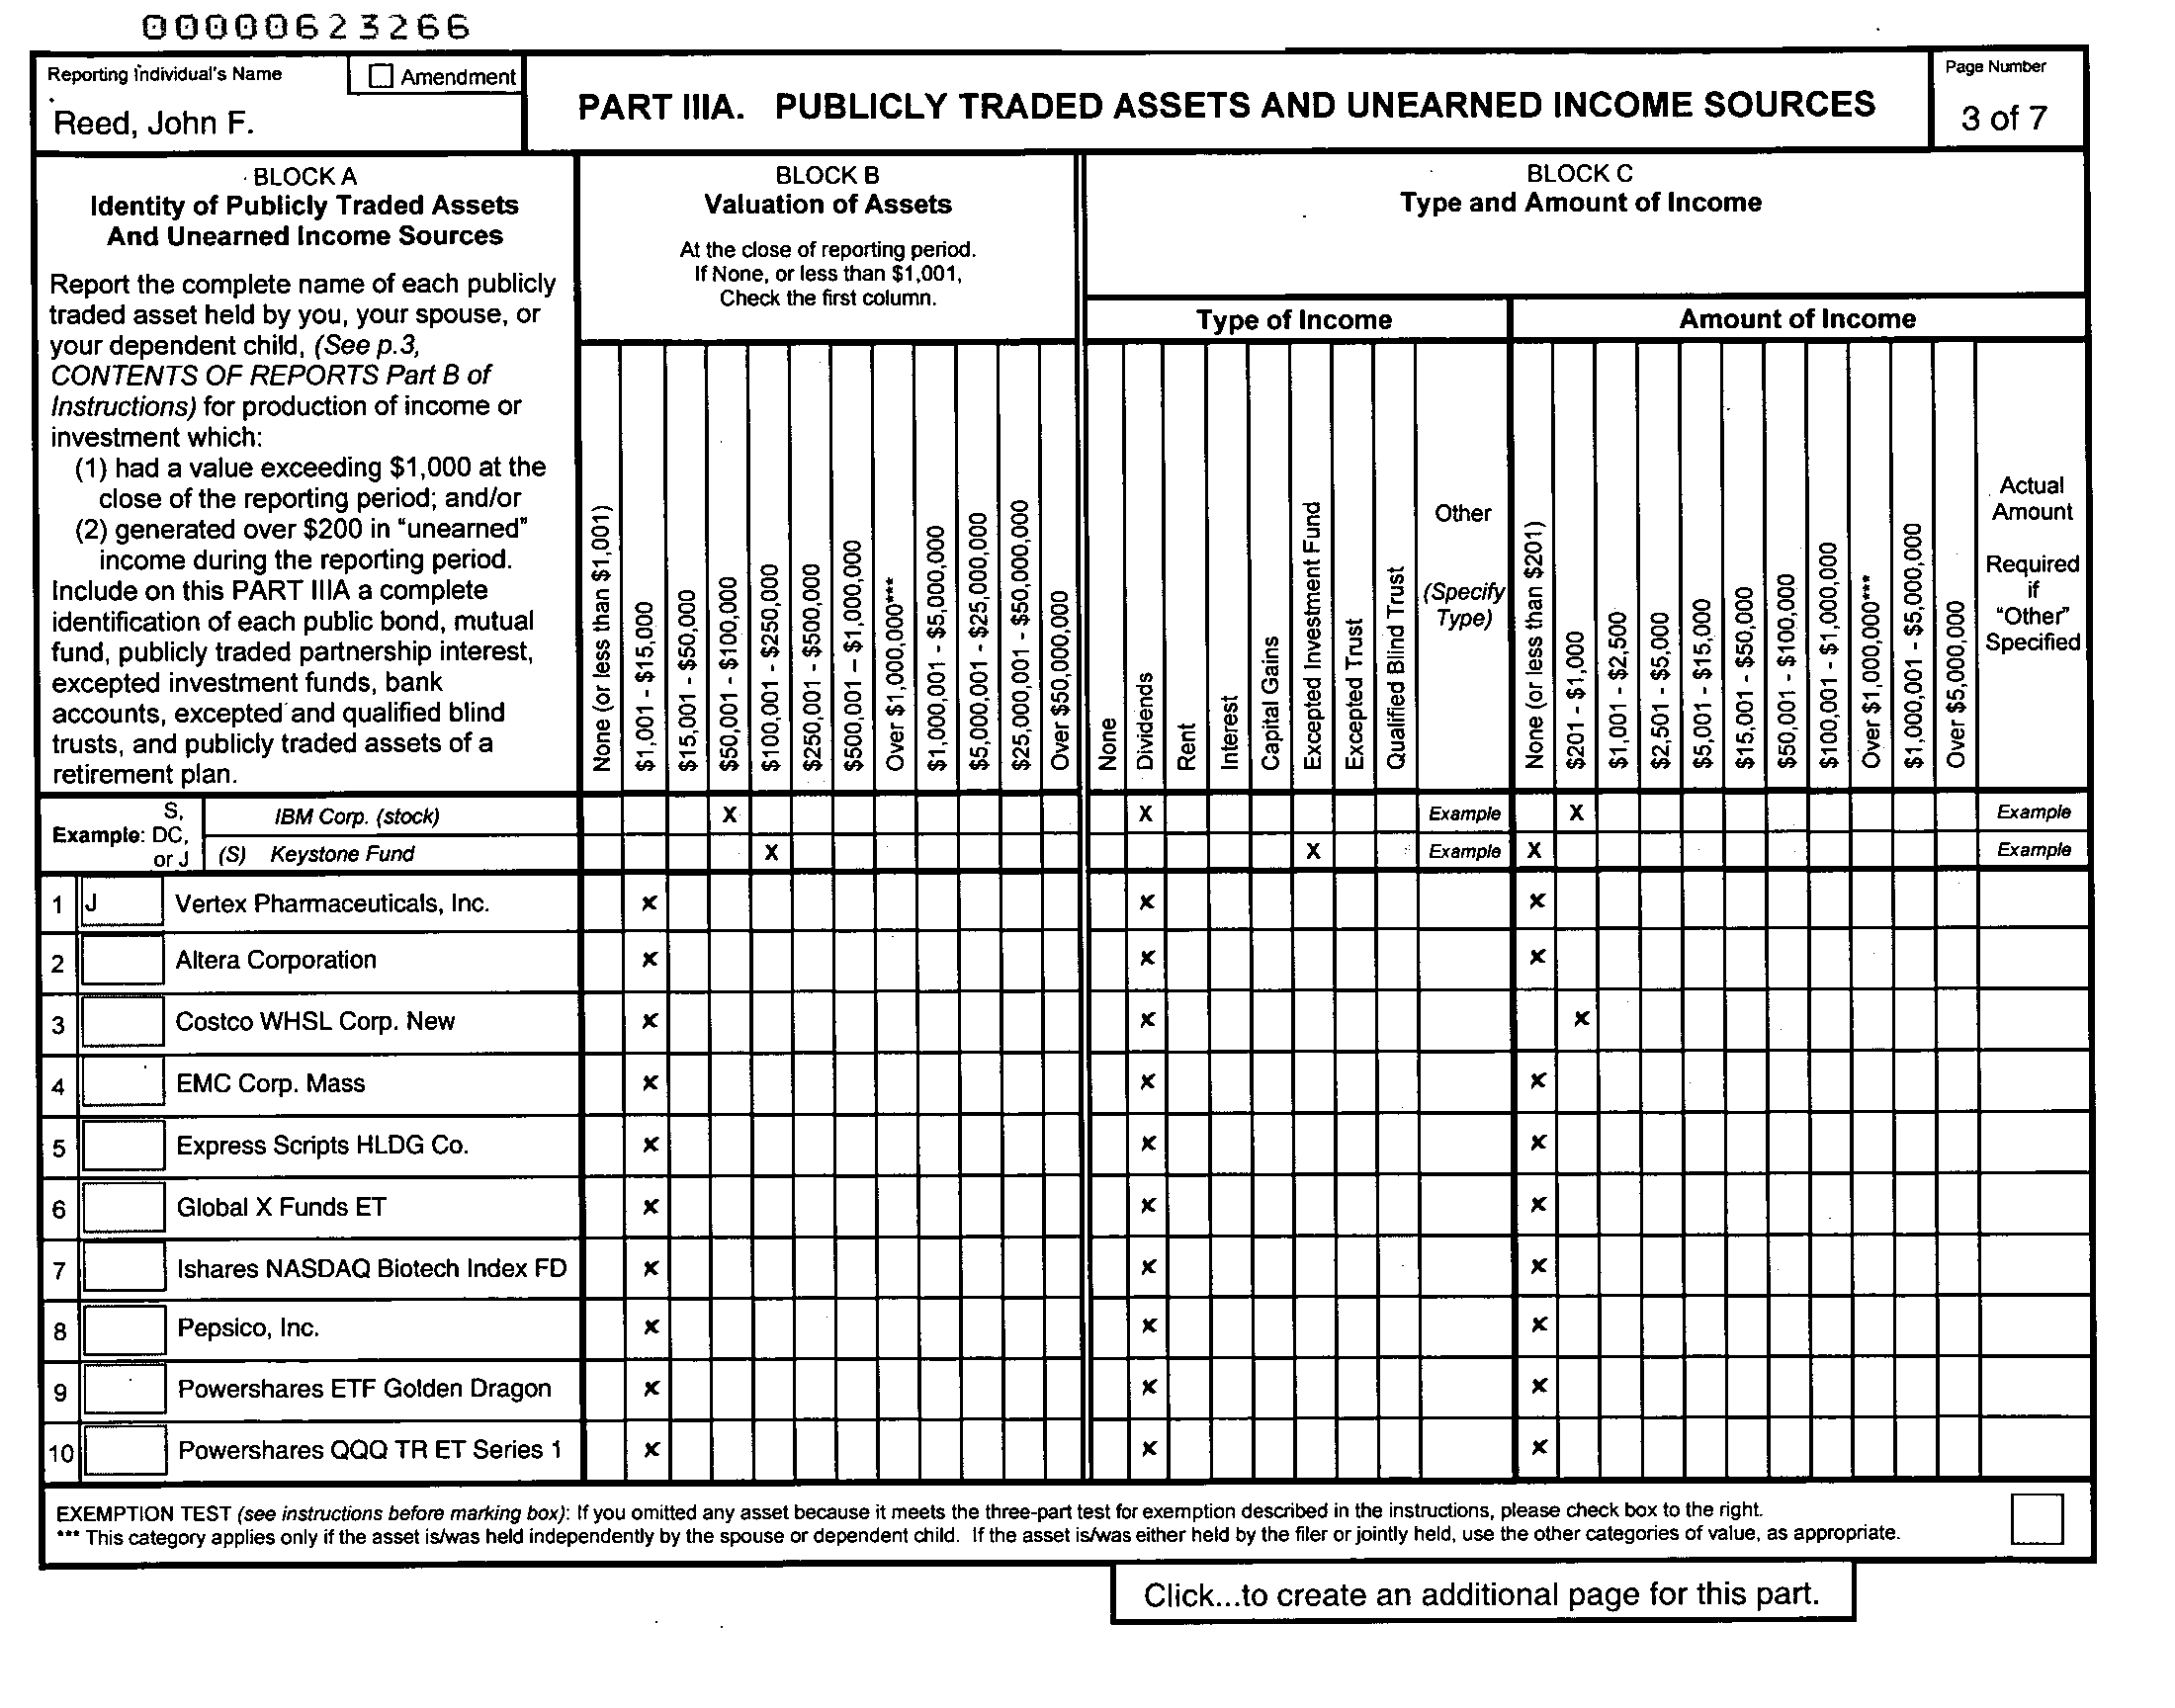 00000623266
Reporting Individual's Name
☐ Amendment
Reed, John F.
PART IIIA. PUBLICLY TRADED ASSETS AND UNEARNED INCOME SOURCES
Page Number
3 of 7
BLOCK A
Identity of Publicly Traded Assets
And Unearned Income Sources
Report the complete name of each publicly
traded asset held by you, your spouse, or
your dependent child, (See p.3,
CONTENTS OF REPORTS Part B of
Instructions) for production of income or
investment which:
(1) had a value exceeding $1,000 at the
close of the reporting period; and/or
(2) generated over $200 in "unearned"
income during the reporting period.
Include on this PART IIIA a complete
identification of each public bond, mutual
fund, publicly traded partnership interest,
excepted investment funds, bank
accounts, excepted and qualified blind
trusts, and publicly traded assets of a
retirement plan.
BLOCK B
Valuation of Assets
At the close of reporting period.
If None, or less than $1,001,
Check the first column.
None (or less than $1,001)
$1,001 - $15,000
$15,001 - $50,000
$50,001 - $100,000
$100,001 - $250,000
$250,001 - $500,000
$500,001 – $1,000,000
Over $1,000,000***
$1,000,001 - $5,000,000
$5,000,001 - $25,000,000
$25,000,001 - $50,000,000
Over $50,000,000
BLOCK C
Type and Amount of Income
Type of Income
None
Dividends
Rent
Interest
Capital Gains
Excepted Investment Fund
Excepted Trust
Qualified Blind Trust
Other
(Specify
Type)
Amount of Income
None (or less than $201)
$201 - $1,000
$1,001 - $2,500
$2,501 - $5,000
$5,001 - $15,000
$15,001 - $50,000
$50,001 - $100,000
$100,001 - $1,000,000
Over $1,000,000***
$1,000,001 - $5,000,000
Over $5,000,000
Actual
Amount
Required
if
"Other"
Specified
Example: S, DC, or J
IBM Corp. (stock) X X Example X Example
(S) Keystone Fund X X Example X Example
1 J Vertex Pharmaceuticals, Inc. x x x
2 Altera Corporation x x x
3 Costco WHSL Corp. New x x x
4 EMC Corp. Mass x x x
5 Express Scripts HLDG Co. x x x
6 Global X Funds ET x x x
7 Ishares NASDAQ Biotech Index FD x x x
8 Pepsico, Inc. x x x
9 Powershares ETF Golden Dragon x x x
10 Powershares QQQ TR ET Series 1 x x x
EXEMPTION TEST (see instructions before marking box): If you omitted any asset because it meets the three-part test for exemption described in the instructions, please check box to the right.
*** This category applies only if the asset is/was held independently by the spouse or dependent child. If the asset is/was either held by the filer or jointly held, use the other categories of value, as appropriate.
Click...to create an additional page for this part.